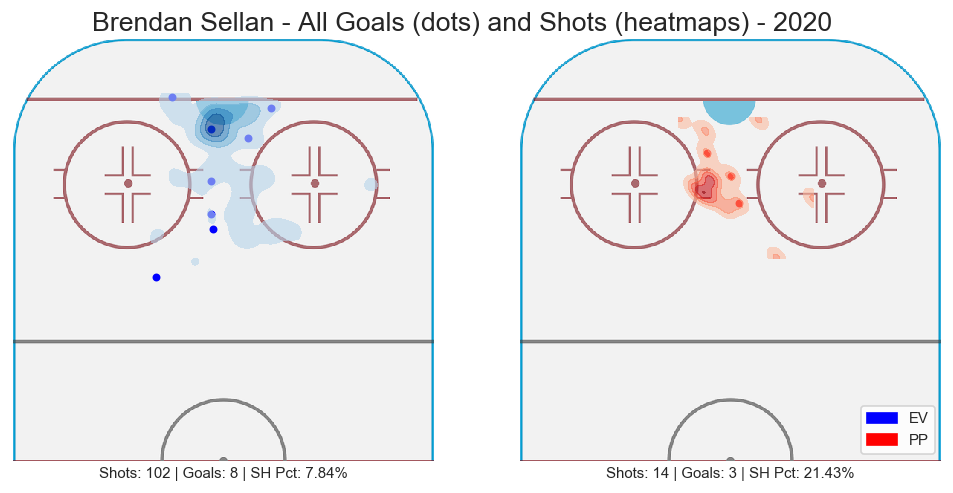 Brendan Sellan - All Goals (dots) and Shots (heatmaps) - 2020
EV
PP
Shots: 102 | Goals: 8 | SH Pct: 7.84%
Shots: 14 | Goals: 3 | SH Pct: 21.43%